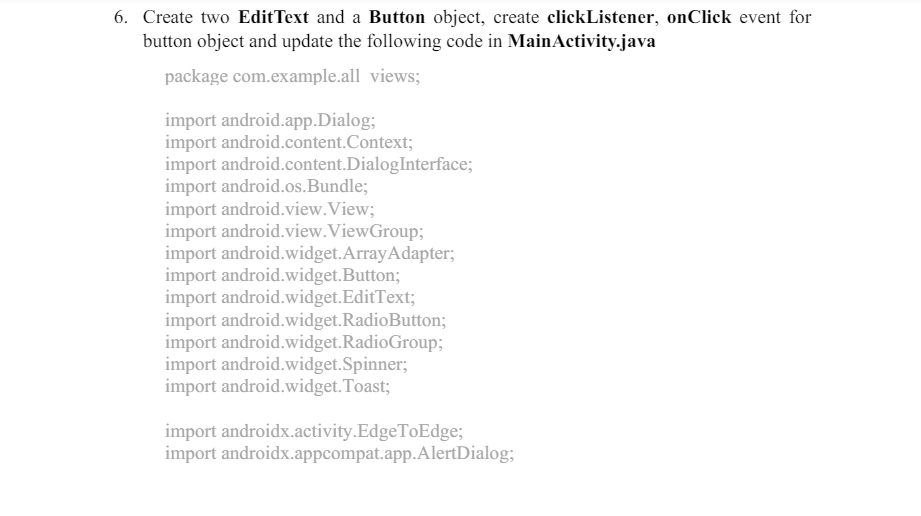 6. Create two EditText and a Button object, create clickListener, onClick event for
button object and update the following code in MainActivity.java
package com.example.all views;
import android.app.Dialog;
import android.content.Context;
import android.content.DialogInterface;
import android.os.Bundle;
import android.view.View;
import android.view.ViewGroup;
import android.widget.ArrayAdapter;
import android.widget.Button;
import android.widget.EditText;
import android.widget.RadioButton;
import android.widget.RadioGroup;
import android.widget.Spinner;
import android.widget.Toast;
import androidx.activity.EdgeToEdge;
import androidx.appcompat.app.AlertDialog;